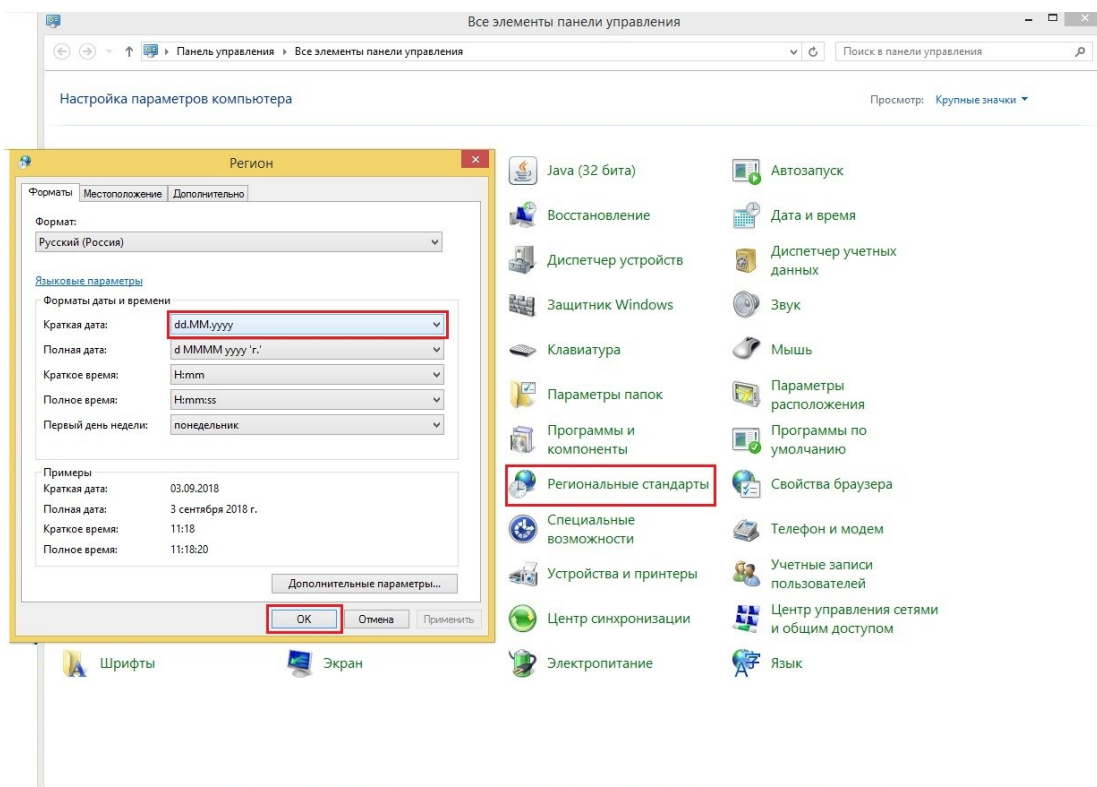 Все элементы панели управления
Панель управления
Все элементы панели управления
Поиск в панели управления
Настройка параметров компьютера
Просмотр: Крупные значки
Регион
Форматы
Местоположение
Дополнительно
Формат:
Русский (Россия)
Языковые параметры
Форматы даты и времени
Краткая дата: dd.MM.yyyy
Полная дата: d MMMM yyyy 'г.'
Краткое время: H:mm
Полное время: H:mm:ss
Первый день недели: понедельник
Примеры
Краткая дата: 03.09.2018
Полная дата: 3 сентября 2018 г.
Краткое время: 11:18
Полное время: 11:18:20
Дополнительные параметры...
ОК
Отмена
Применить
Java (32 бита)
Автозапуск
Восстановление
Дата и время
Диспетчер устройств
Диспетчер учетных
данных
Защитник Windows
Звук
Клавиатура
Мышь
Параметры папок
Параметры
расположения
Программы и
компоненты
Программы по
умолчанию
Региональные стандарты
Свойства браузера
Специальные
возможности
Телефон и модем
Устройства и принтеры
Учетные записи
пользователей
Центр синхронизации
Центр управления сетями
и общим доступом
Шрифты
Экран
Электропитание
Язык